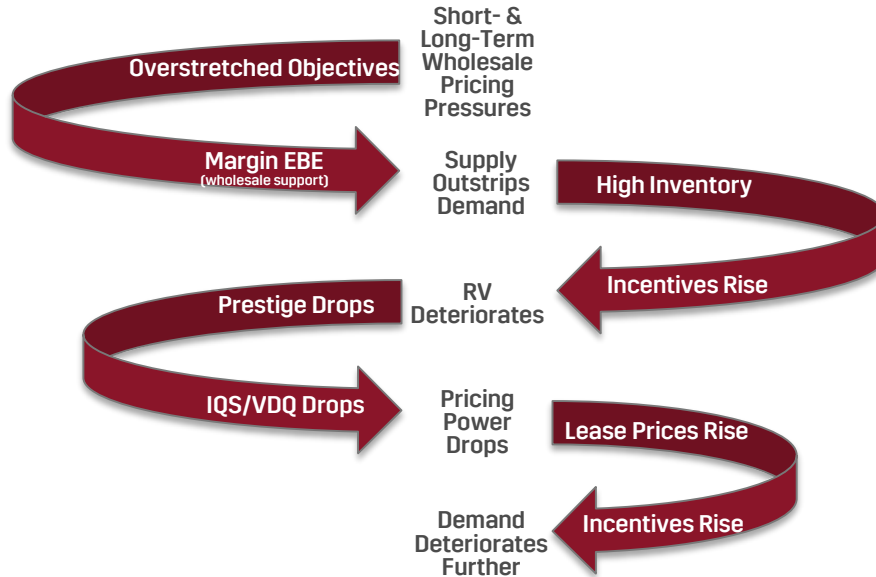 Short- &
Long-Term
Wholesale
Pricing
Pressures
Overstretched Objectives
Margin EBE
(wholesale support)
Supply
Outstrips
Demand
High Inventory
Incentives Rise
RV
Deteriorates
Prestige Drops
IQS/VDQ Drops
Pricing
Power
Drops
Lease Prices Rise
Incentives Rise
Demand
Deteriorates
Further